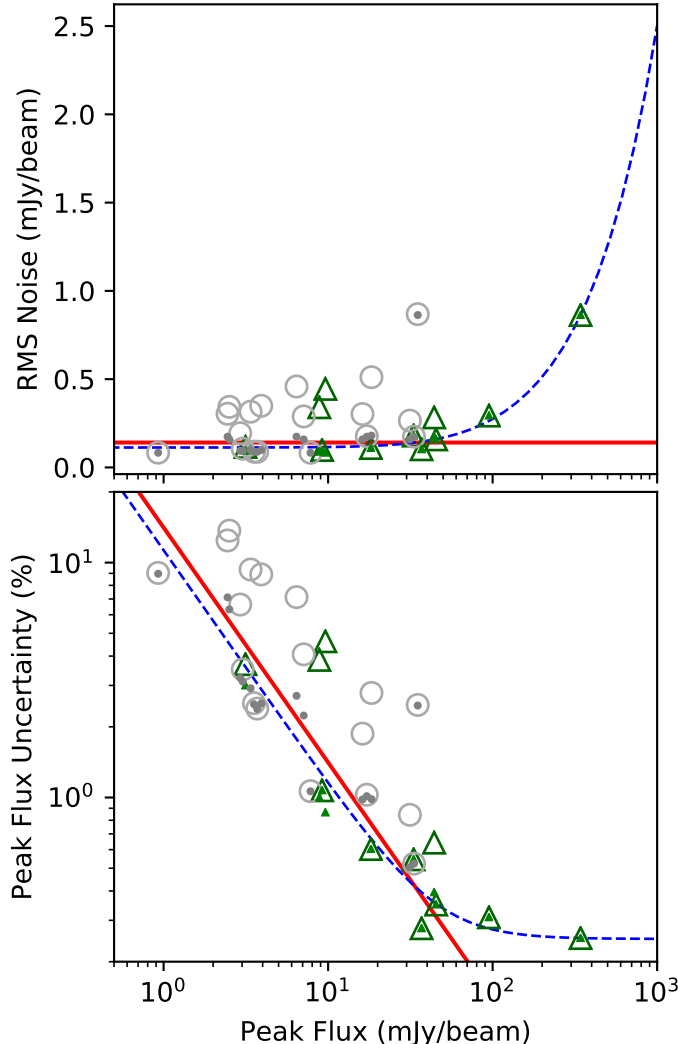 2.5
2.0
1.5
1.0
0.5
0.0
RMS Noise (mJy/beam)
10¹
10⁰
Peak Flux Uncertainty (%)
10⁰ 10¹ 10² 10³
Peak Flux (mJy/beam)